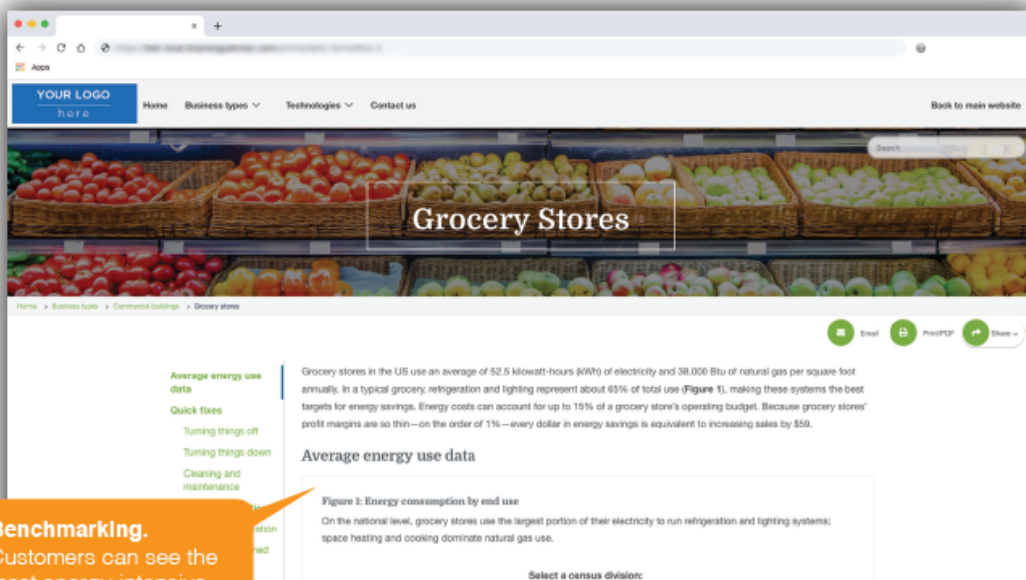 Apps
YOUR LOGO
here
Home Business types Technologies Contact us Back to main website
Search
Grocery Stores
Home > Business types > Commercial buildings > Grocery stores
Email Print/PDF Share
Average energy use
data
Quick fixes
Turning things off
Turning things down
Cleaning and
maintenance
Grocery stores in the US use an average of 52.5 kilowatt-hours (kWh) of electricity and 38,000 Btu of natural gas per square foot
annually. In a typical grocery, refrigeration and lighting represent about 65% of total use (Figure 1), making these systems the best
targets for energy savings. Energy costs can account for up to 15% of a grocery store's operating budget. Because grocery stores'
profit margins are so thin—on the order of 1%—every dollar in energy savings is equivalent to increasing sales by $59.
Average energy use data
Figure 1: Energy consumption by end use
On the national level, grocery stores use the largest portion of their electricity to run refrigeration and lighting systems;
space heating and cooking dominate natural gas use.
Select a census division:
Benchmarking.
Customers can see the